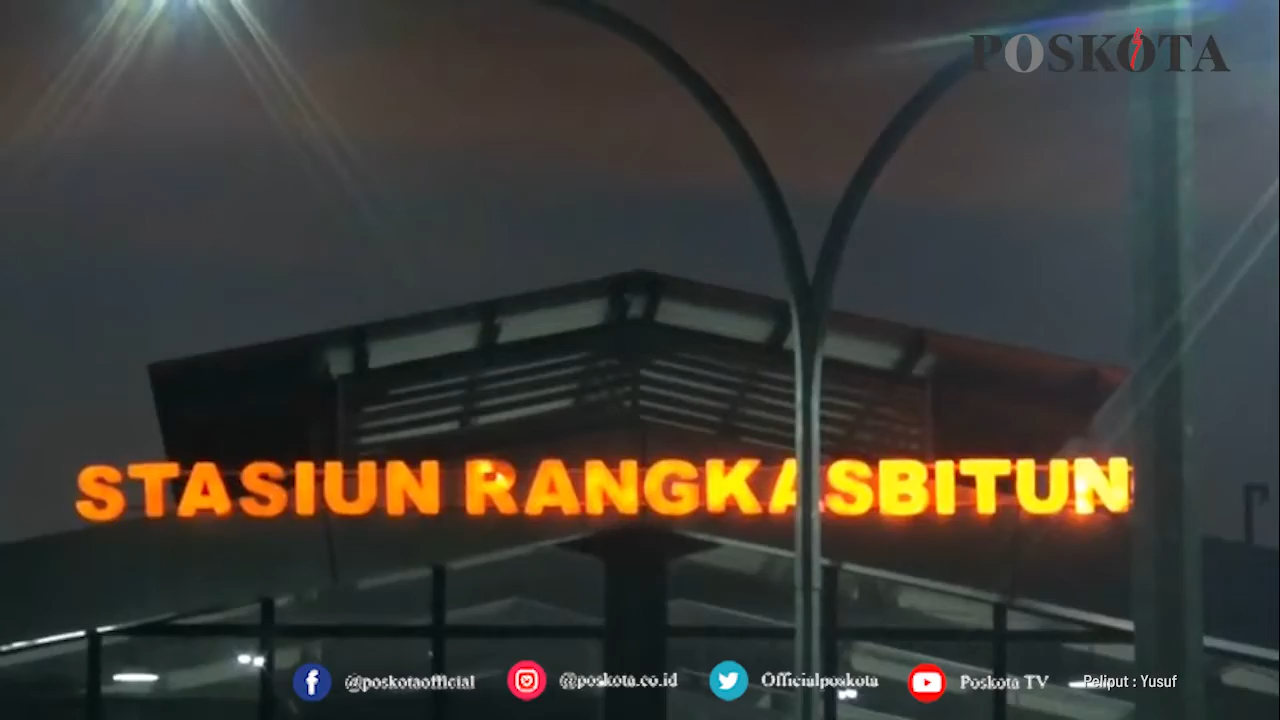 POSKOTA
STASIUN RANGKASBITUN
@poskotaofficial
@poskota.co.id
Officialposkota
Poskota TV
Peliput : Yusuf